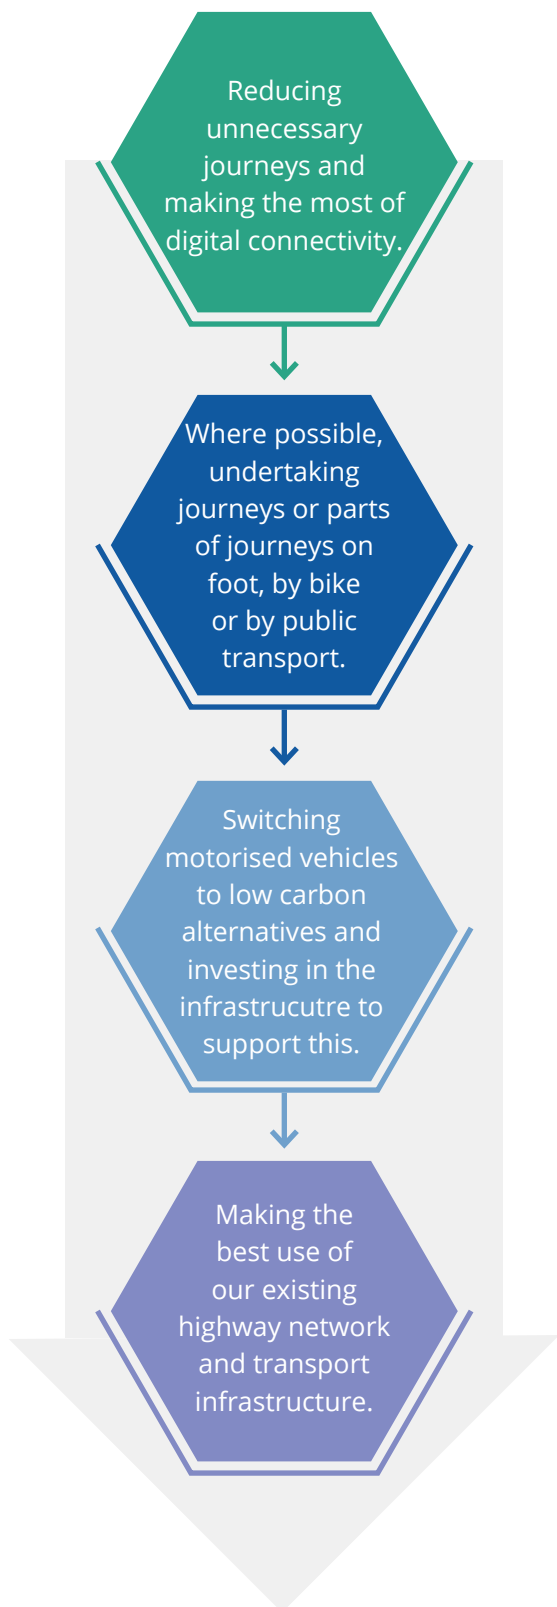 Reducing
unnecessary
journeys and
making the most of
digital connectivity.
Where possible,
undertaking
journeys or parts
of journeys on
foot, by bike
or by public
transport.
Switching
motorised vehicles
to low carbon
alternatives and
investing in the
infrastrucutre to
support this.
Making the
best use of
our existing
highway network
and transport
infrastructure.